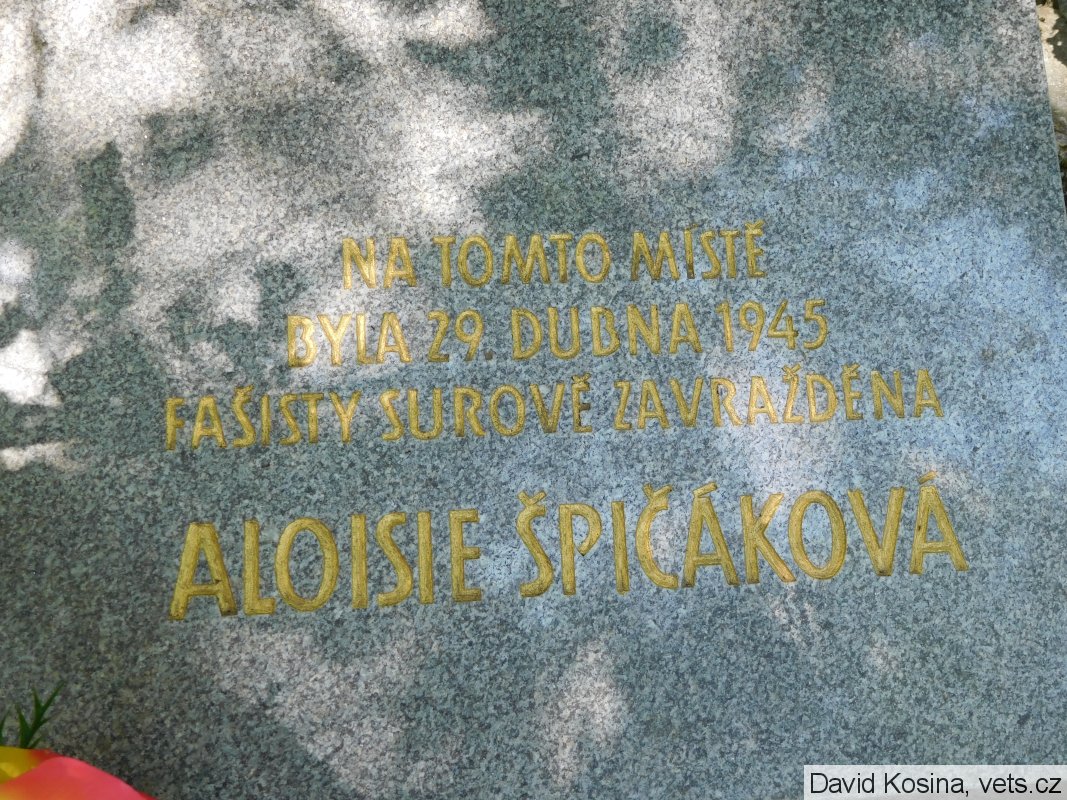 NA TOMTO MÍSTĚ
BYLA 29. DUBNA 1945
FAŠISTY SUROVĚ ZAVRAŽDĚNA
ALOISIE ŠPIČÁKOVÁ
David Kosina, vets.cz